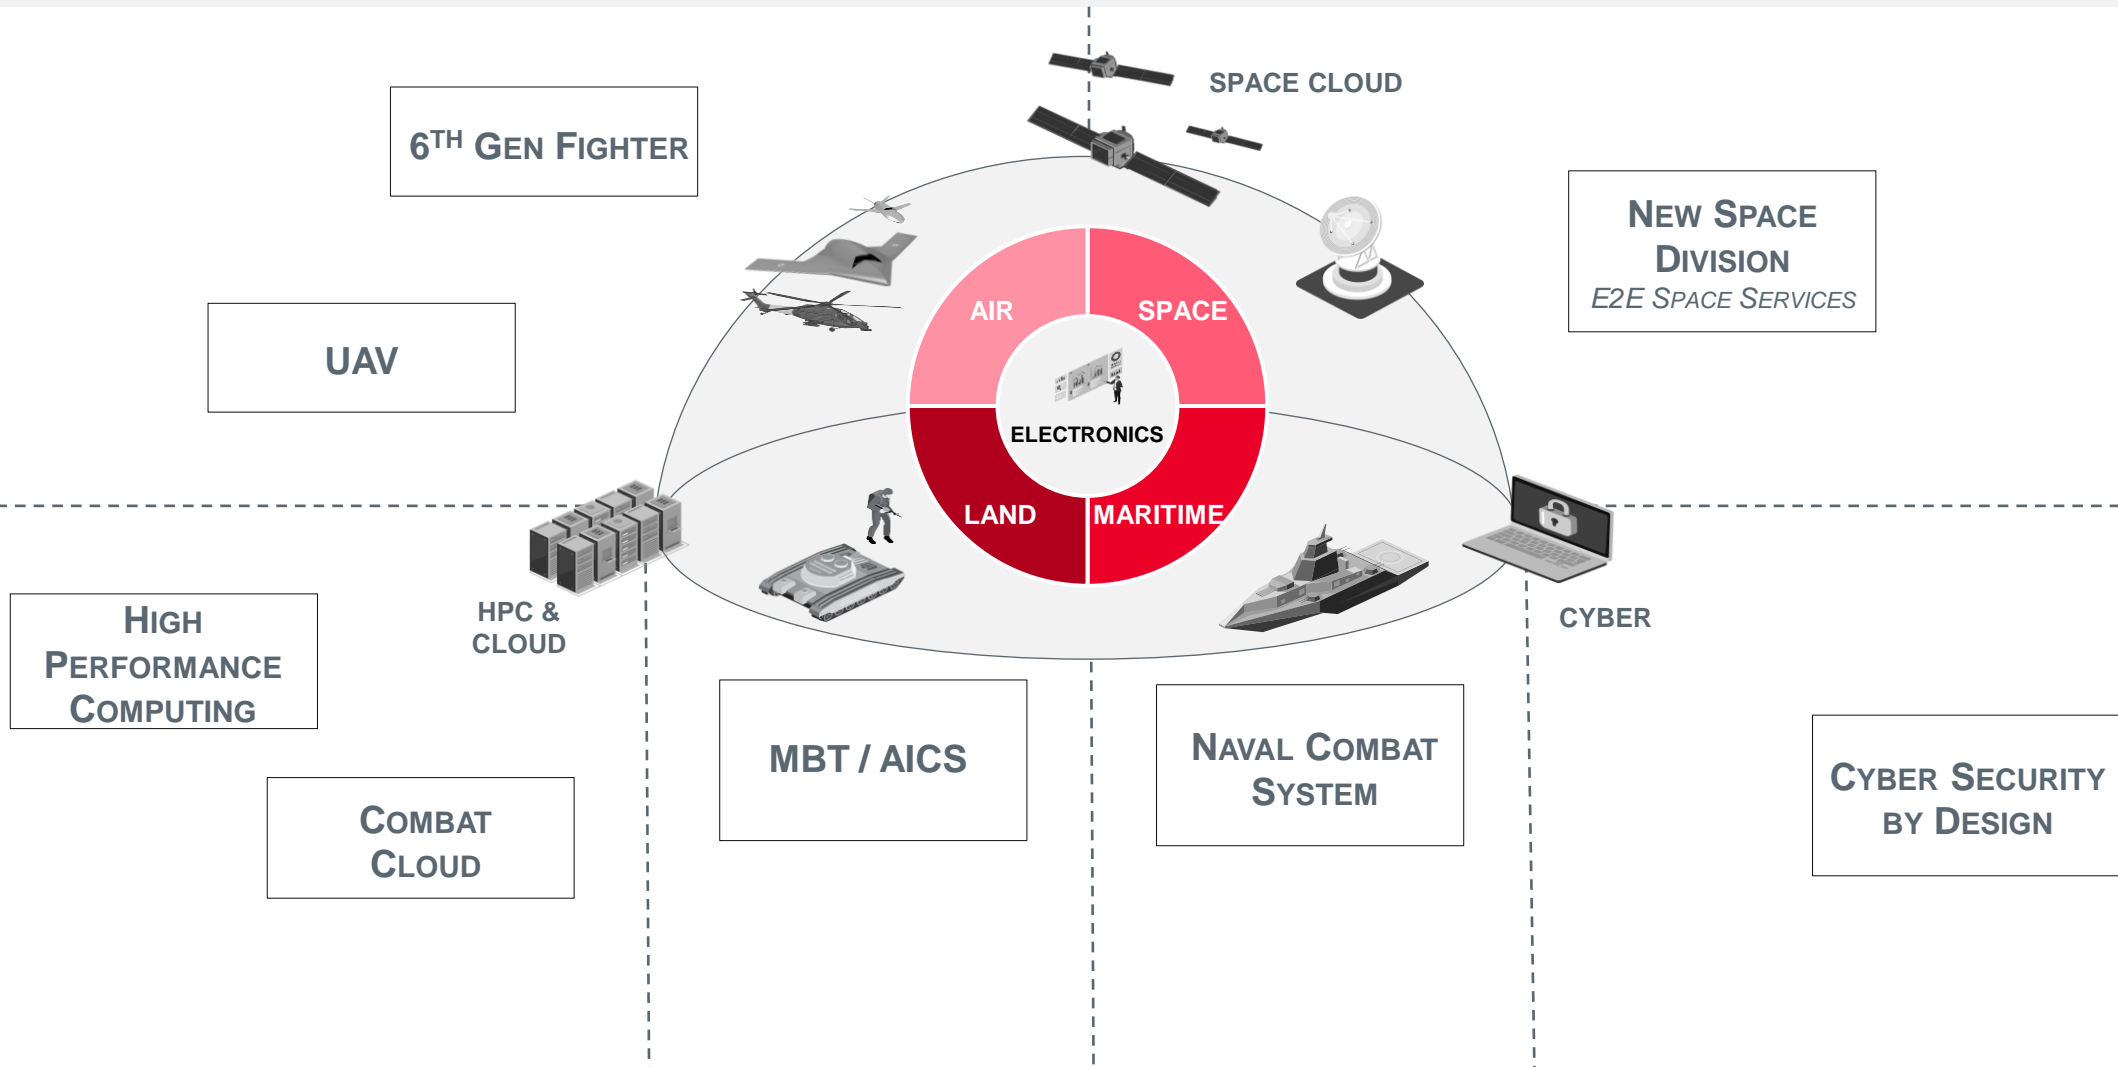 SPACE CLOUD
6TH GEN FIGHTER
NEW SPACE
DIVISION
E2E SPACE SERVICES
UAV
AIR
SPACE
ELECTRONICS
LAND
MARITIME
HPC &
CLOUD
CYBER
HIGH
PERFORMANCE
COMPUTING
MBT / AICS
NAVAL COMBAT
SYSTEM
CYBER SECURITY
BY DESIGN
COMBAT
CLOUD